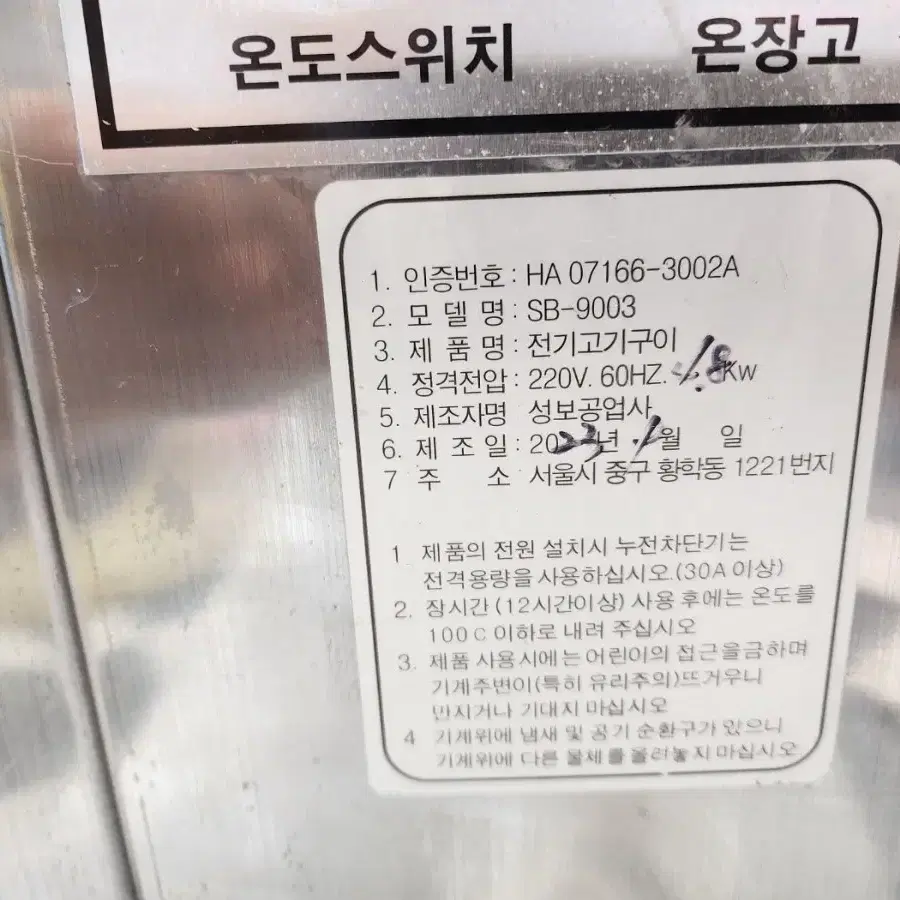 온도스위치 온장고
1. 인증번호 : HA 07166-3002A
2. 모 델 명 : SB-9003
3. 제 품 명 : 전기고기구이
4. 정격전압 : 220V. 60HZ. Kw
5. 제조자명 성보공업사
6. 제 조 일 : 2023년 1월 일
7 주 소 서울시 중구 황학동 1221번지
1 제품의 전원 설치시 누전차단기는
전격용량을 사용하십시오.(30A 이상)
2. 장시간 (12시간이상) 사용 후에는 온도를
100 C 이하로 내려 주십시오
3. 제품 사용시에는 어린이의 접근을금하며
기계주변이(특히 유리주의)뜨거우니
만지거나 기대지 마십시오
4 기계위에 냄새 및 공기 순환구가 있으니
기계위에 다른 물체를 올려놓지 마십시오